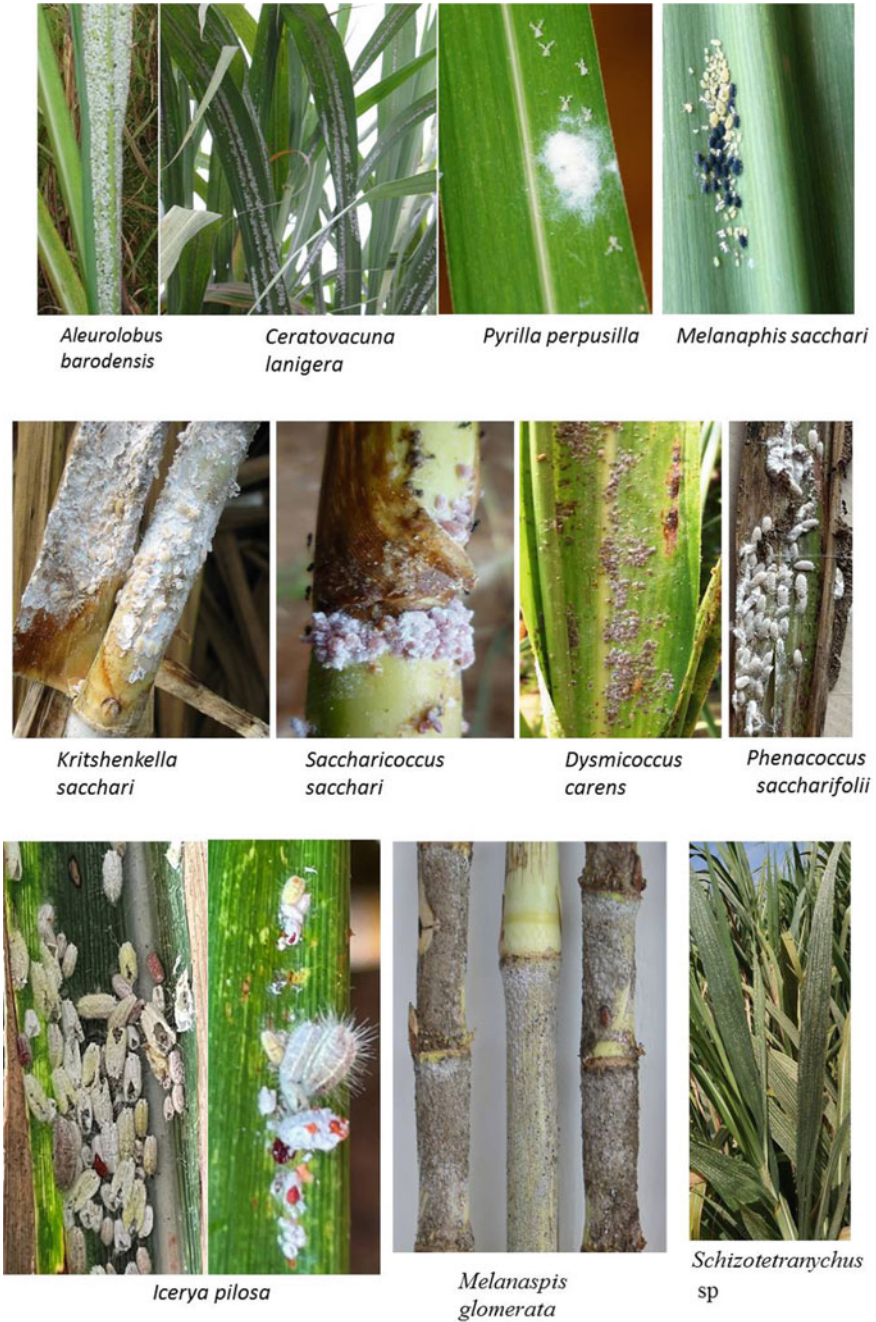 Aleurolobus
barodensis
Ceratovacuna
lanigera
Pyrilla perpusilla
Melanaphis sacchari
Kritshenkella
sacchari
Saccharicoccus
sacchari
Dysmicoccus
carens
Phenacoccus
saccharifolii
Icerya pilosa
Melanaspis
glomerata
Schizotetranychus
sp